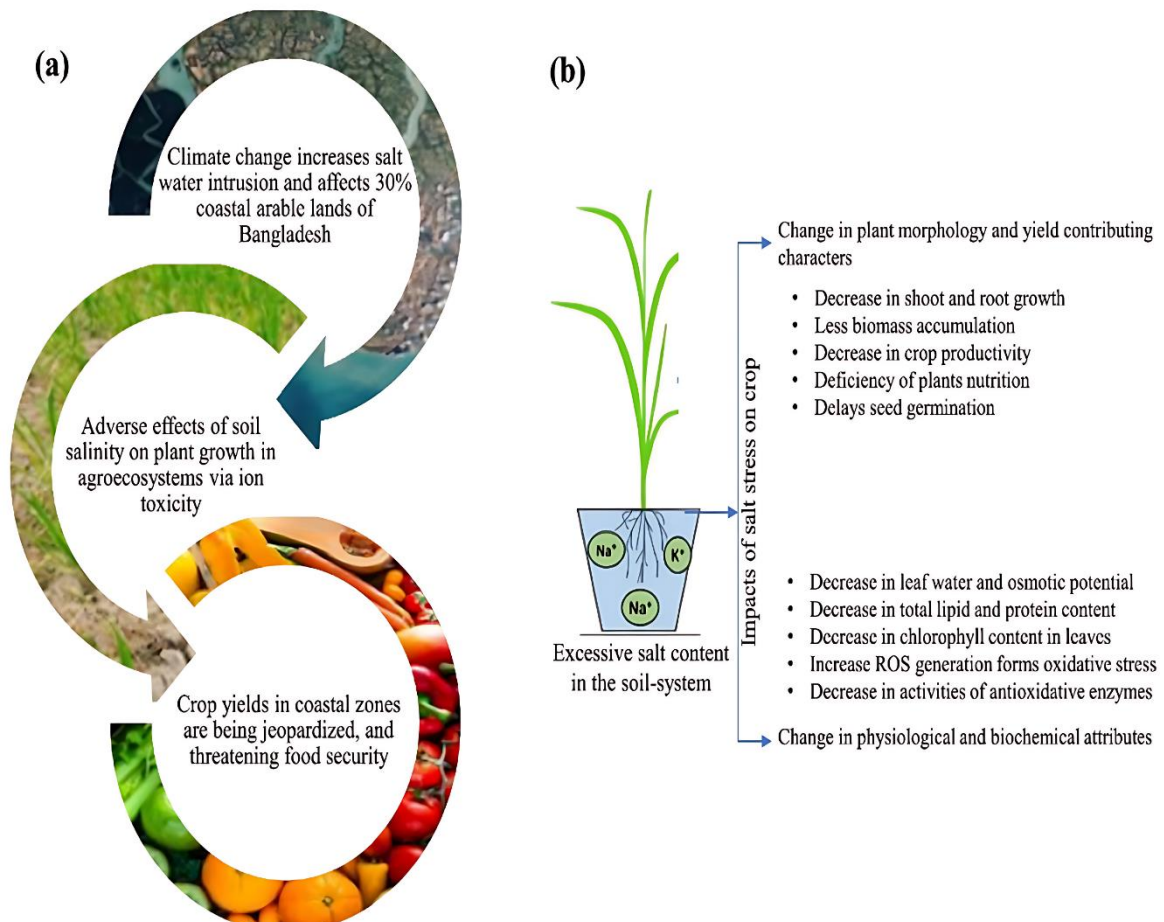 (a)
Climate change increases salt
water intrusion and affects 30%
coastal arable lands of
Bangladesh
Adverse effects of soil
salinity on plant growth in
agroecosystems via ion
toxicity
Crop yields in coastal zones
are being jeopardized, and
threatening food security
(b)
Na⁺
K⁺
Na⁺
Excessive salt content
in the soil-system
Impacts of salt stress on crop
Change in plant morphology and yield contributing
characters
• Decrease in shoot and root growth
• Less biomass accumulation
• Decrease in crop productivity
• Deficiency of plants nutrition
• Delays seed germination
• Decrease in leaf water and osmotic potential
• Decrease in total lipid and protein content
• Decrease in chlorophyll content in leaves
• Increase ROS generation forms oxidative stress
• Decrease in activities of antioxidative enzymes
Change in physiological and biochemical attributes